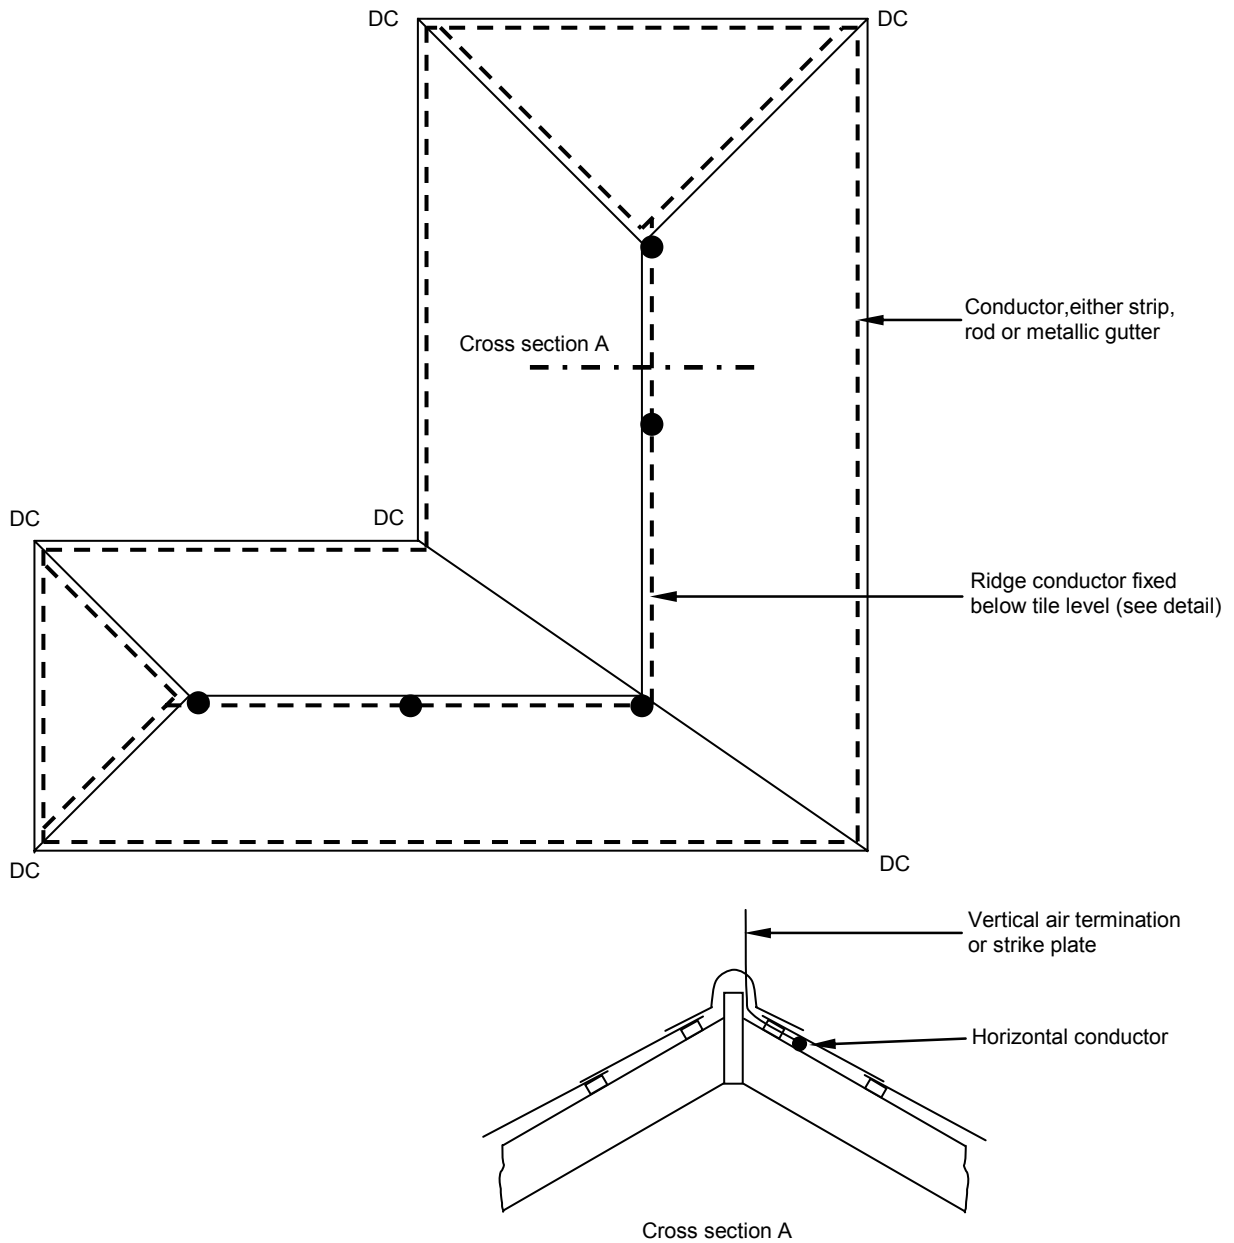 DC
DC
Conductor,either strip,
rod or metallic gutter
Cross section A
DC
DC
Ridge conductor fixed
below tile level (see detail)
DC
DC
Vertical air termination
or strike plate
Horizontal conductor
Cross section A